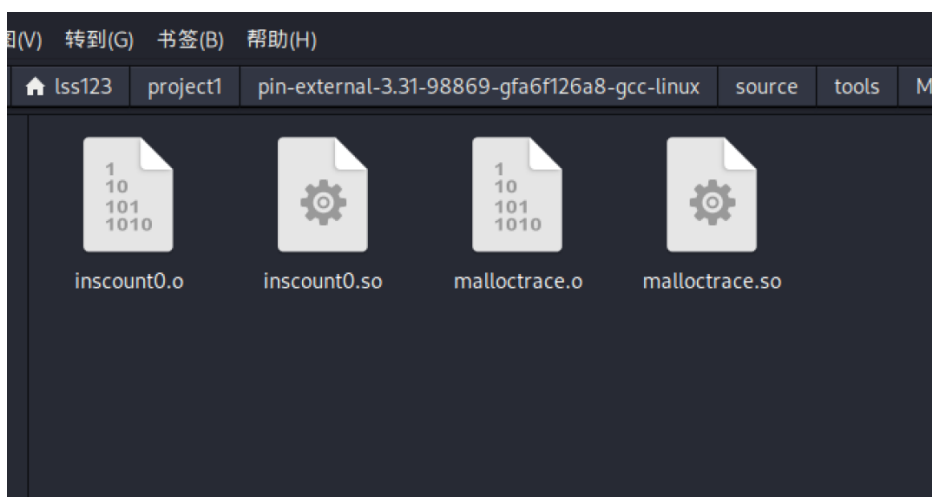 图(V) 转到(G) 书签(B) 帮助(H)
lss123 project1 pin-external-3.31-98869-gfa6f126a8-gcc-linux source tools M
1
10
101
1010
1
10
101
1010
inscount0.o inscount0.so malloctrace.o malloctrace.so